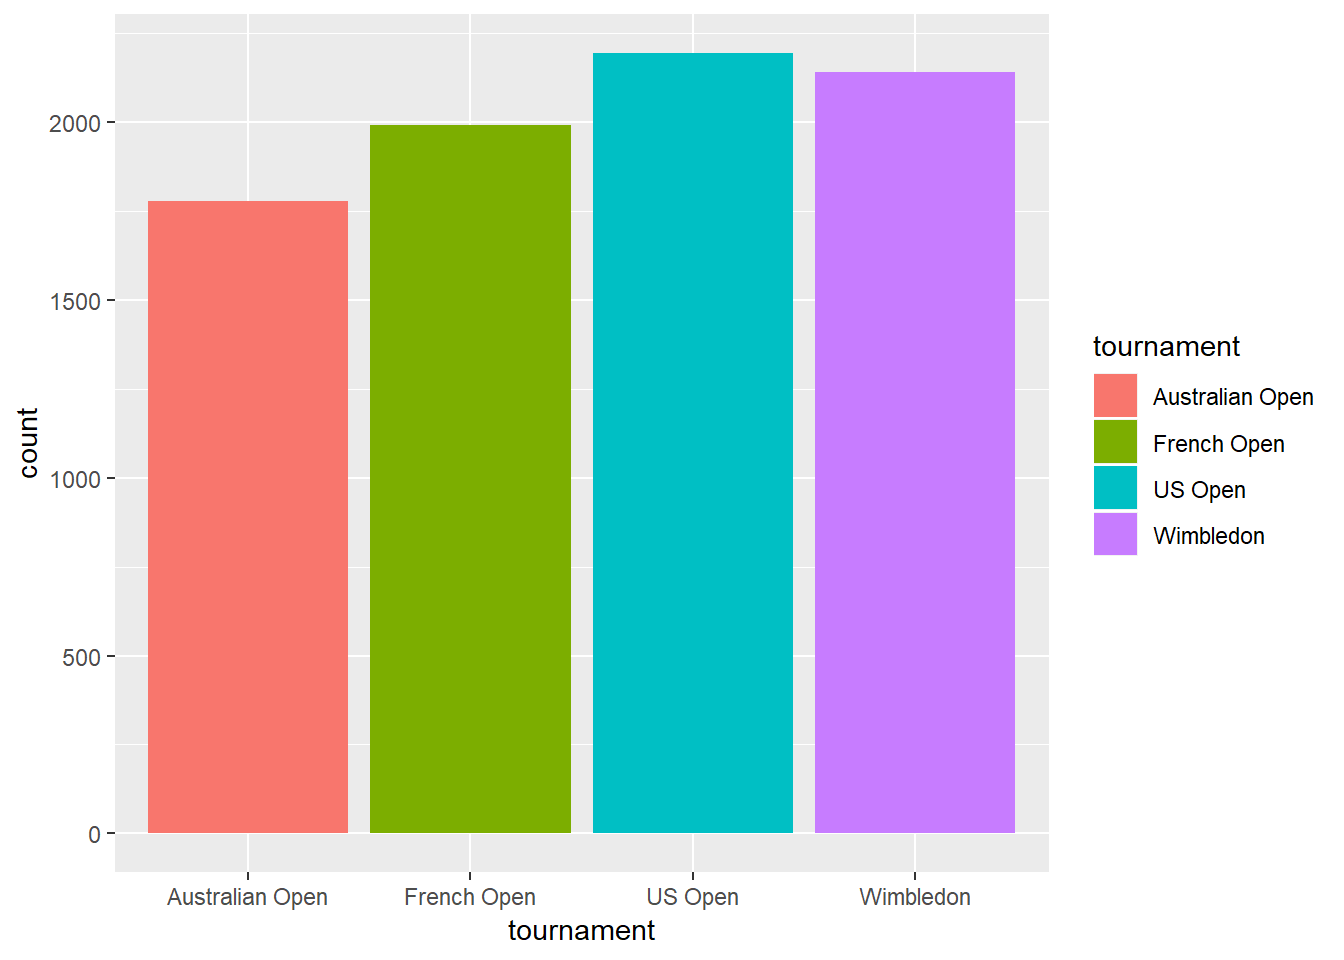 count
2000
1500
1000
500
0
Australian Open
French Open
US Open
Wimbledon
tournament
tournament
Australian Open
French Open
US Open
Wimbledon